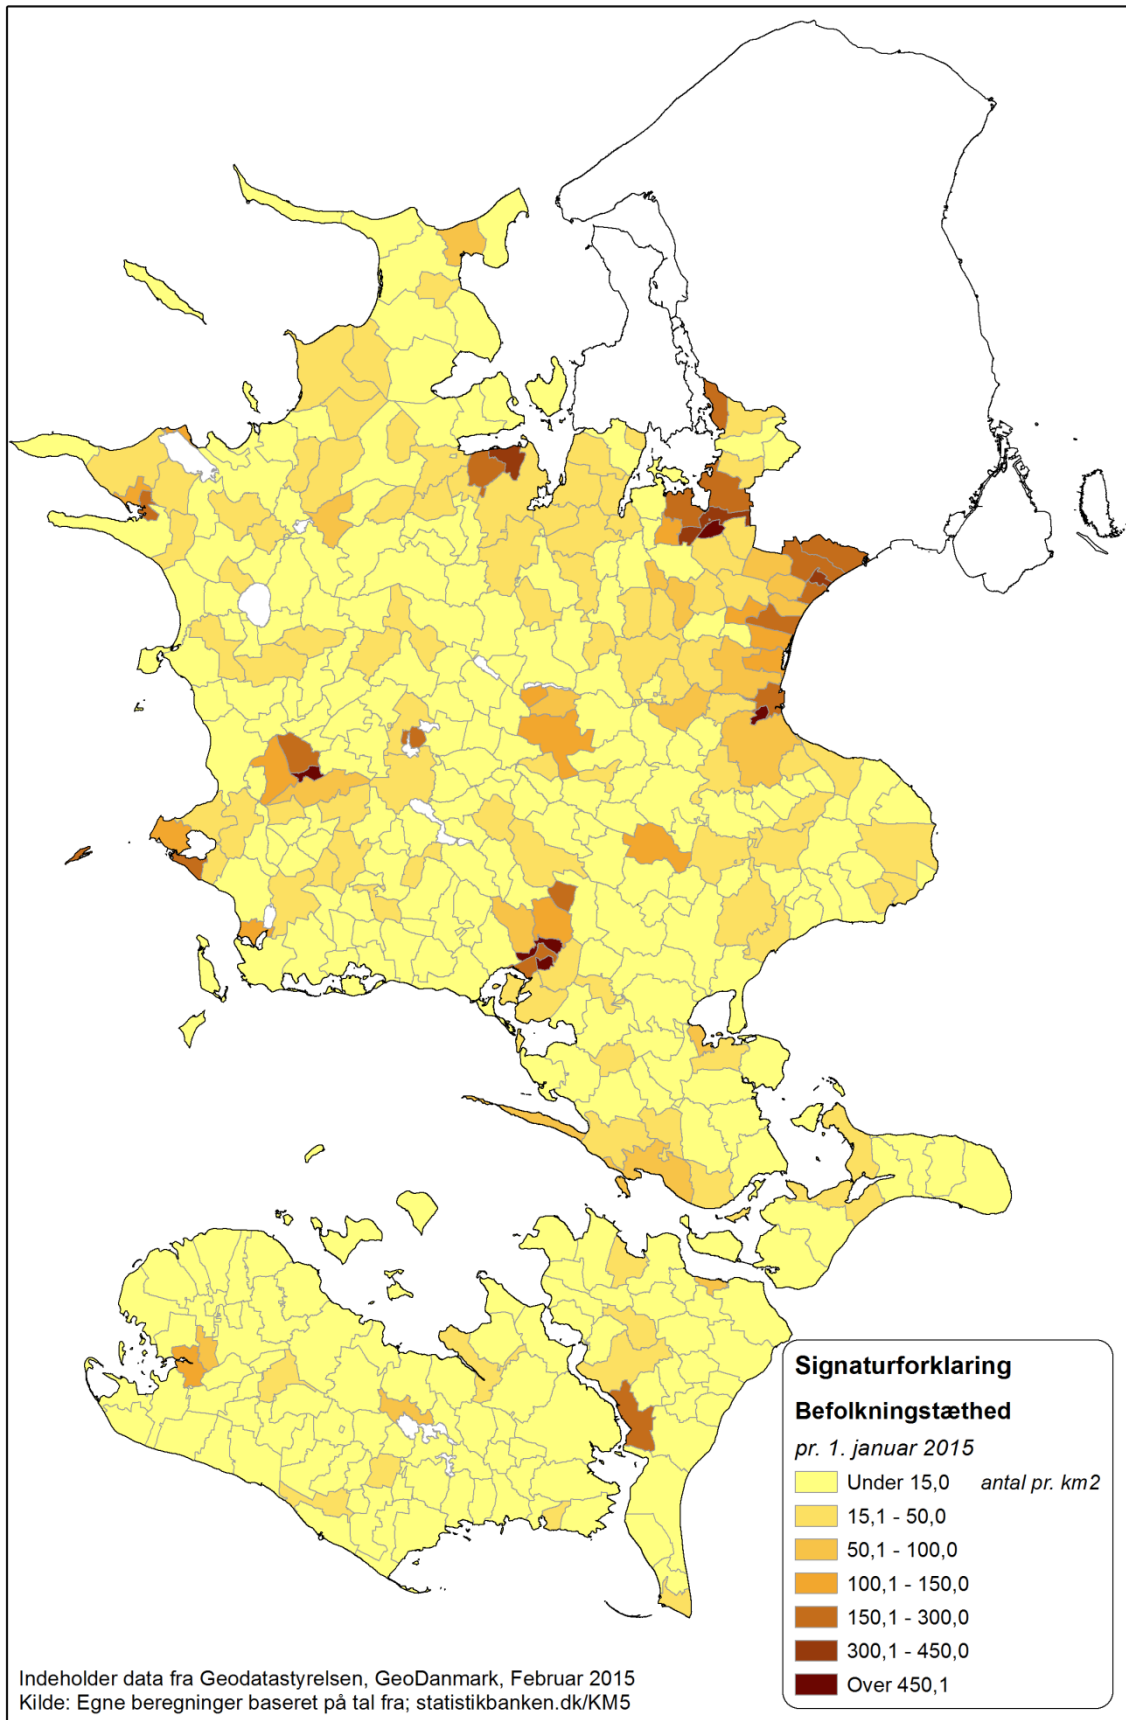 Signaturforklaring
Befolkningstæthed
pr. 1. januar 2015
Under 15,0 antal pr. km2
15,1 - 50,0
50,1 - 100,0
100,1 - 150,0
150,1 - 300,0
300,1 - 450,0
Over 450,1
Indeholder data fra Geodatastyrelsen, GeoDanmark, Februar 2015
Kilde: Egne beregninger baseret på tal fra; statistikbanken.dk/KM5